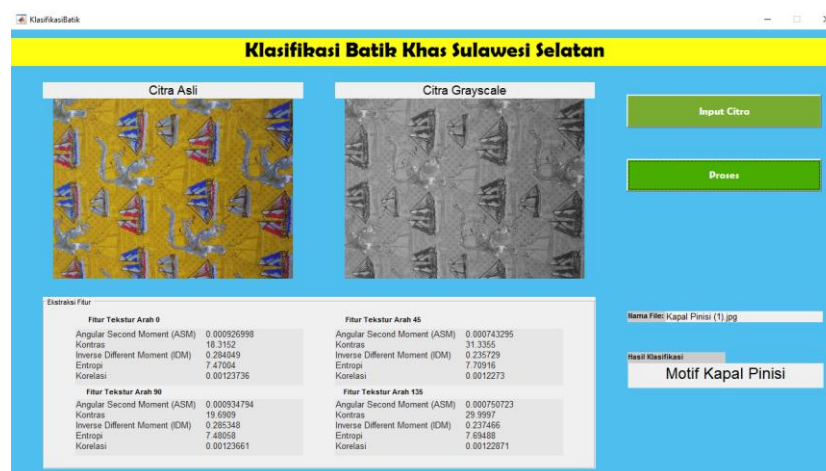 KlasifikasiBatik
Klasifikasi Batik Khas Sulawesi Selatan
Citra Asli
Citra Grayscale
Input Citra
Proses
Ekstraksi Fitur
Fitur Tekstur Arah 0
Angular Second Moment (ASM) 0.000926998
Kontras 18.3152
Inverse Different Moment (IDM) 0.284049
Entropi 7.47004
Korelasi 0.00123736
Fitur Tekstur Arah 45
Angular Second Moment (ASM) 0.000743295
Kontras 31.3355
Inverse Different Moment (IDM) 0.235729
Entropi 7.70916
Korelasi 0.0012273
Fitur Tekstur Arah 90
Angular Second Moment (ASM) 0.000934794
Kontras 19.6909
Inverse Different Moment (IDM) 0.285348
Entropi 7.48058
Korelasi 0.00123661
Fitur Tekstur Arah 135
Angular Second Moment (ASM) 0.000750723
Kontras 29.9997
Inverse Different Moment (IDM) 0.237466
Entropi 7.69488
Korelasi 0.00122871
Nama File: Kapal Pinisi (1).jpg
Hasil Klasifikasi
Motif Kapal Pinisi